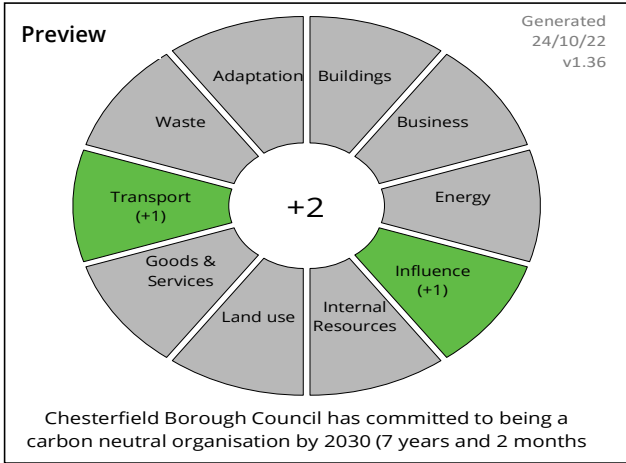 Preview
Generated
24/10/22
v1.36
Adaptation
Buildings
Waste
Business
Transport
(+1)
+2
Energy
Goods &
Services
Influence
(+1)
Land use
Internal
Resources
Chesterfield Borough Council has committed to being a
carbon neutral organisation by 2030 (7 years and 2 months